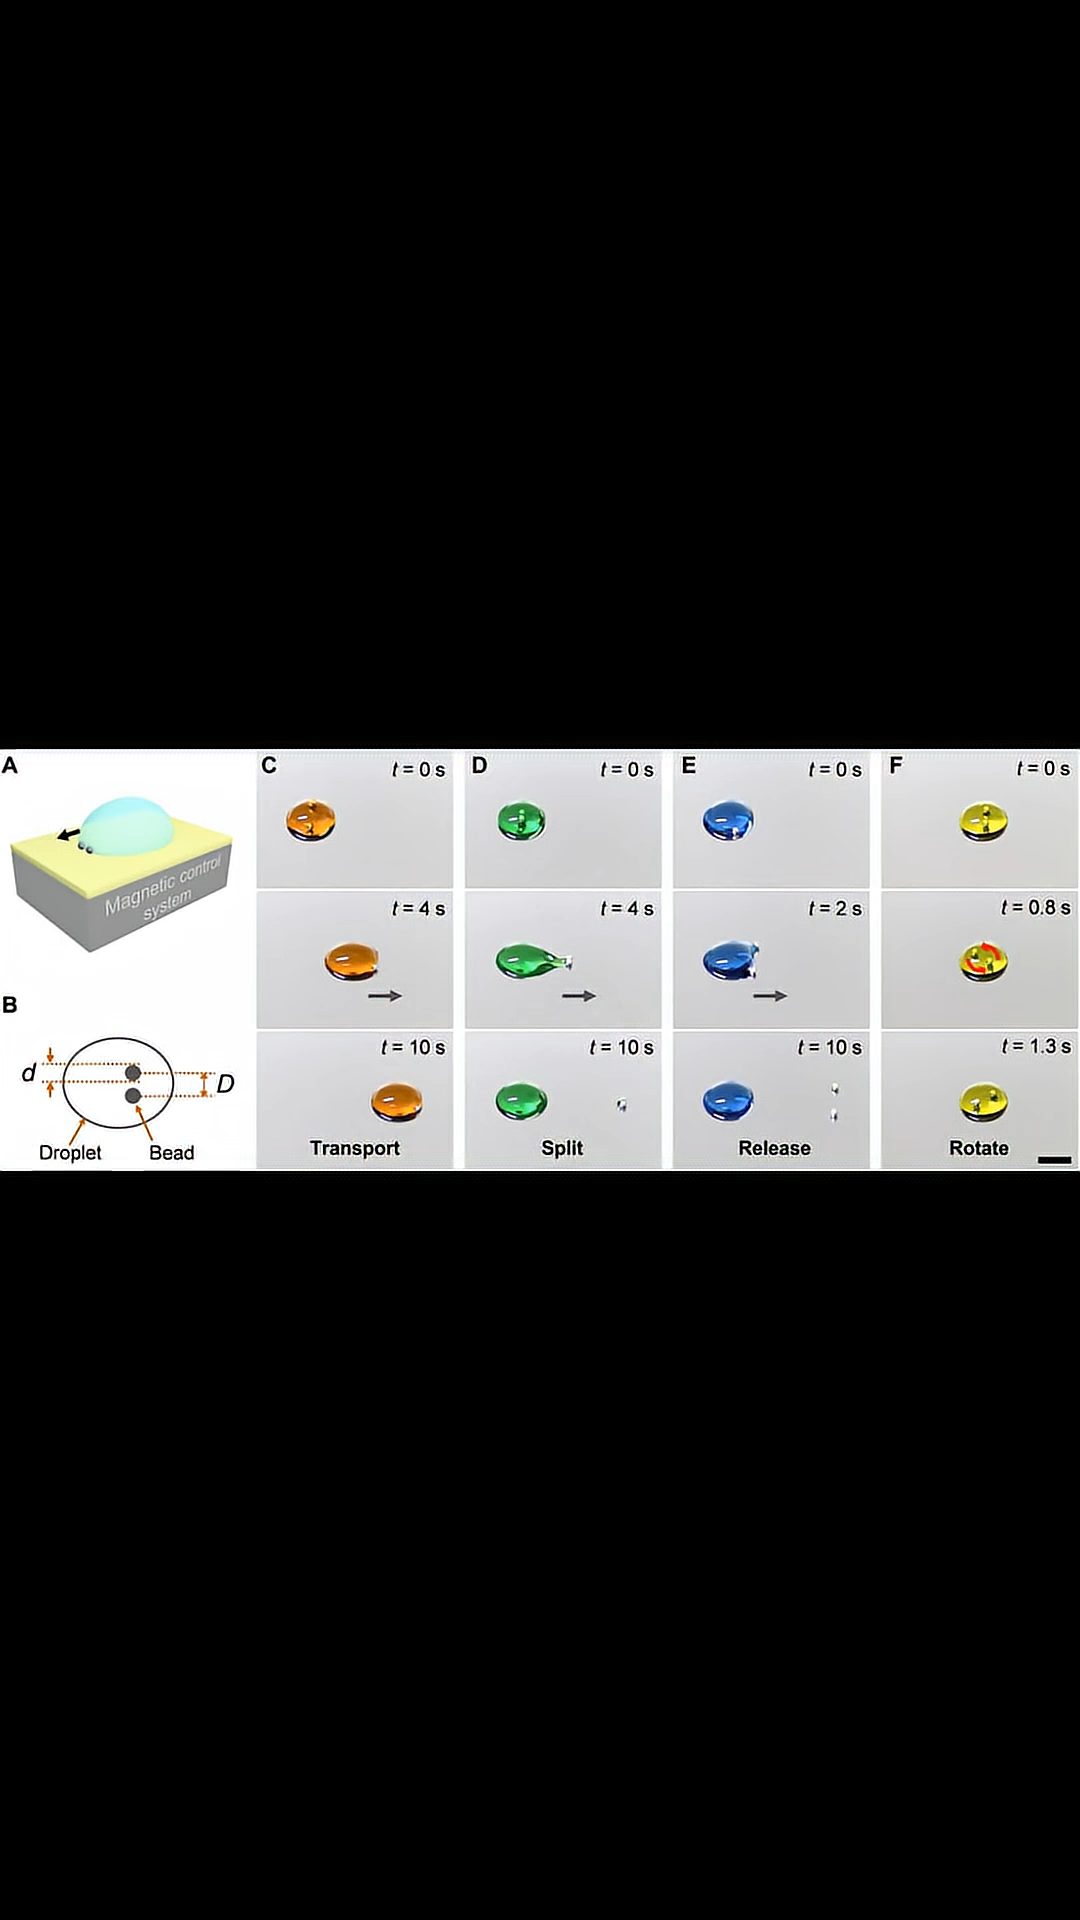 A
Magnetic control
system
B
d
D
Droplet
Bead
C
t = 0 s
t = 4 s
t = 10 s
Transport
D
t = 0 s
t = 4 s
t = 10 s
Split
E
t = 0 s
t = 2 s
t = 10 s
Release
F
t = 0 s
t = 0.8 s
t = 1.3 s
Rotate